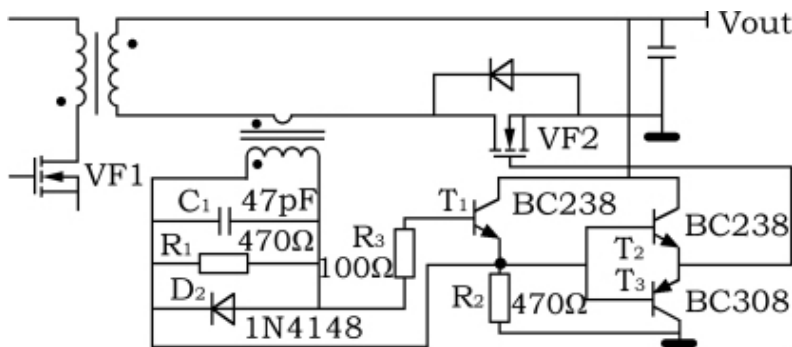 Vout
VF1
VF2
C1 47pF
R1 470Ω
D2 1N4148
R3 100Ω
T1 BC238
R2 470Ω
T2 BC238
T3 BC308